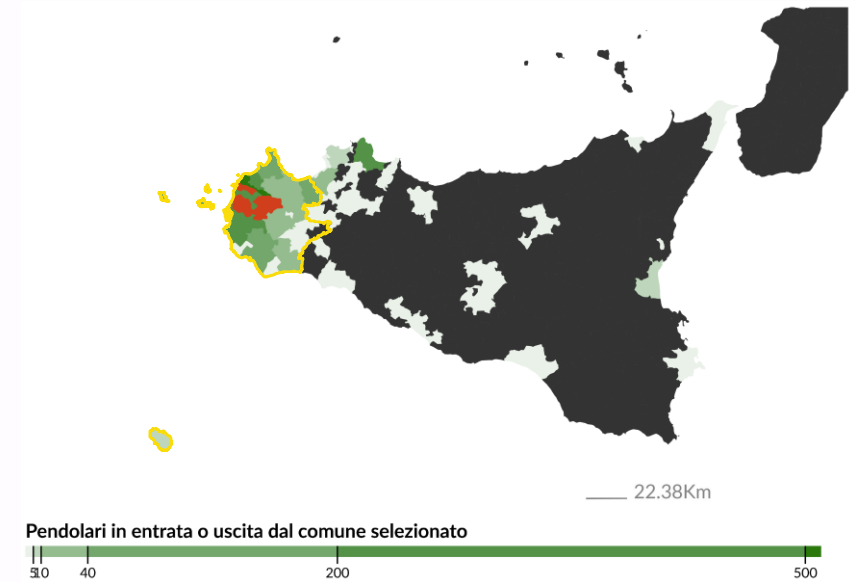 22.38Km
Pendolari in entrata o uscita dal comune selezionato
5 10 40 200 500